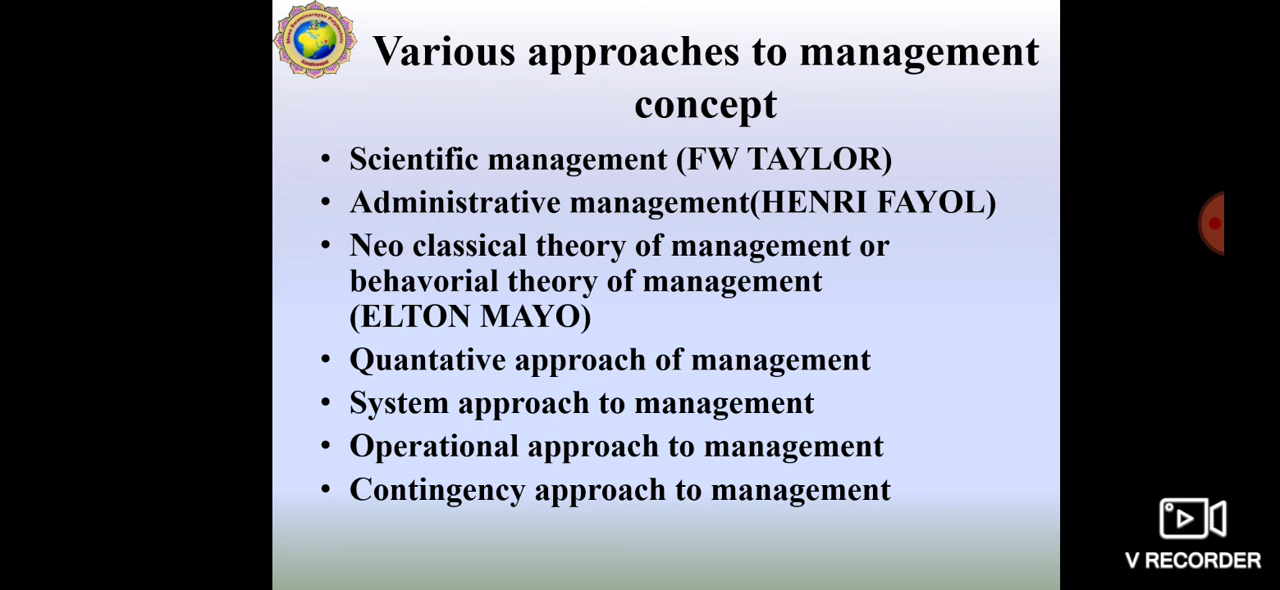 Various approaches to management
concept
• Scientific management (FW TAYLOR)
• Administrative management(HENRI FAYOL)
• Neo classical theory of management or
behavorial theory of management
(ELTON MAYO)
• Quantative approach of management
• System approach to management
• Operational approach to management
• Contingency approach to management
V RECORDER